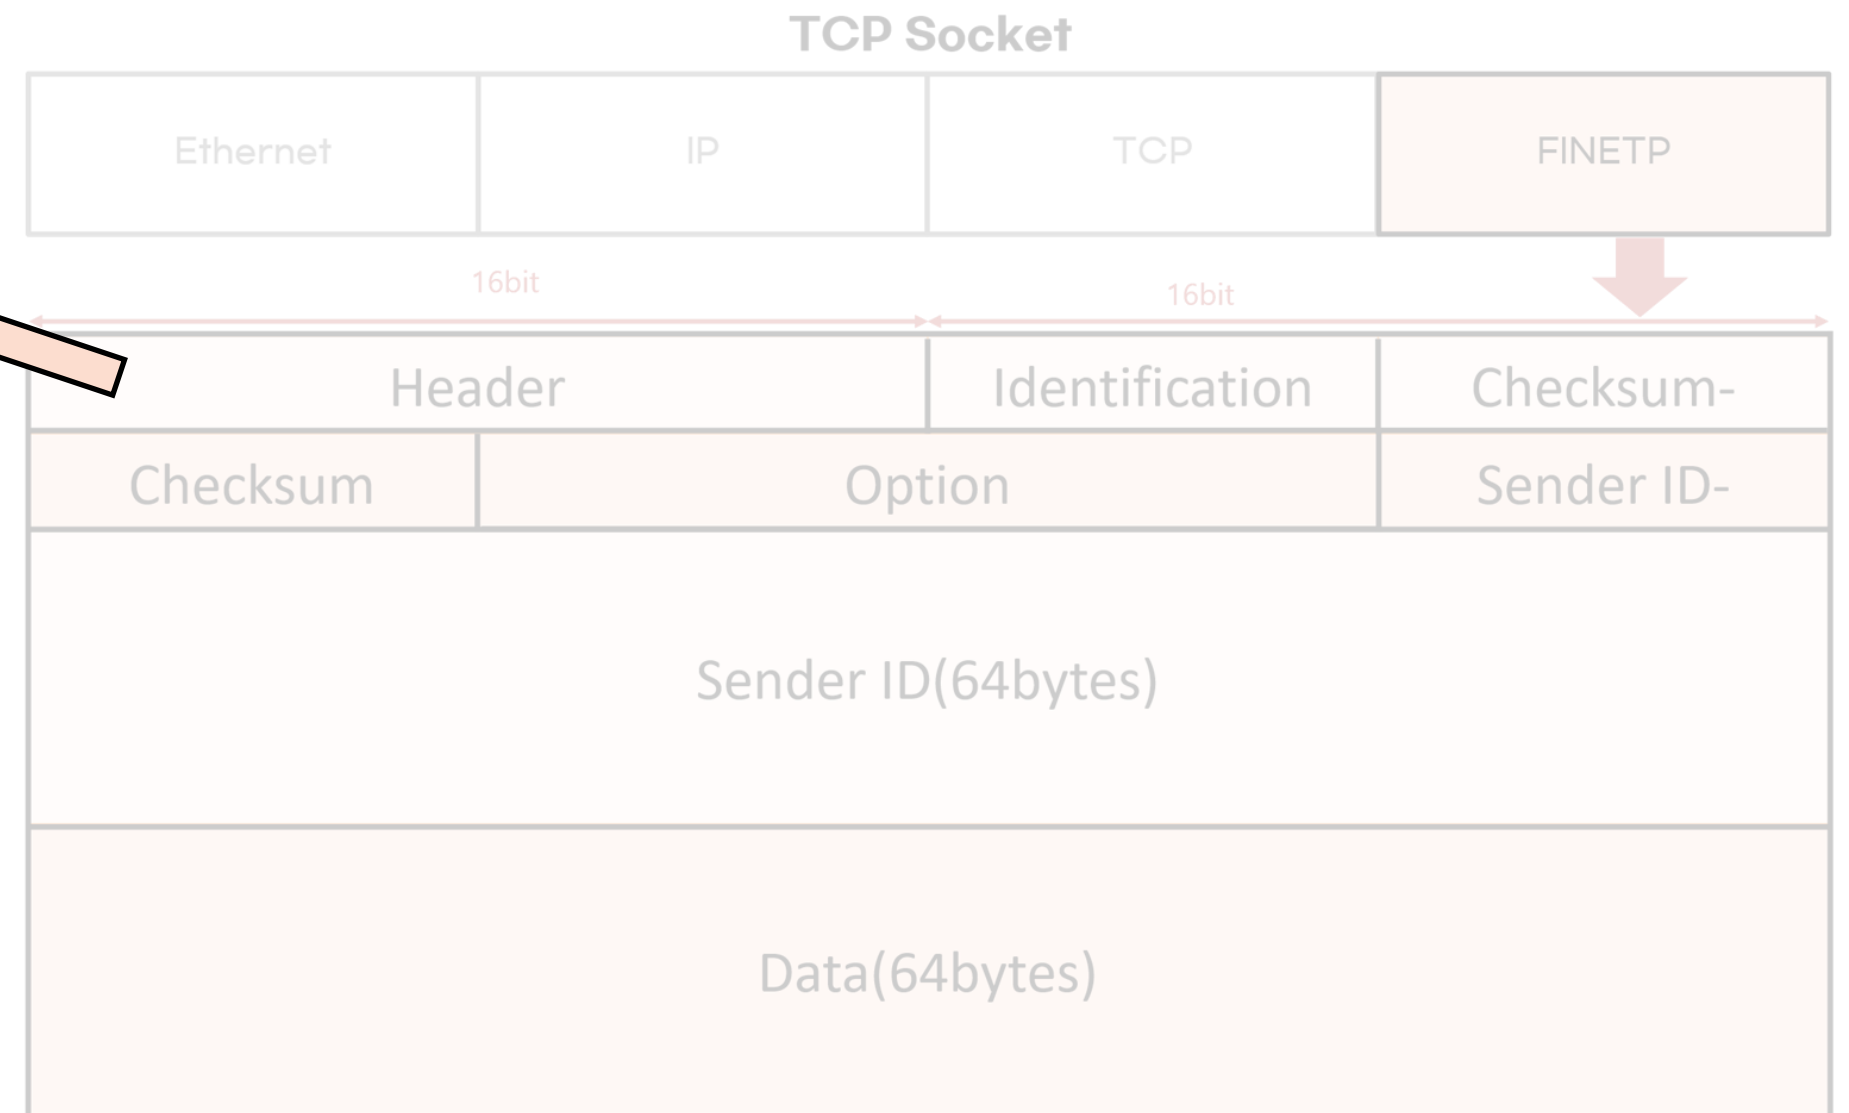 TCP Socket
Ethernet IP TCP FINETP
16bit 16bit
Header Identification Checksum-
Checksum Option Sender ID-
Sender ID(64bytes)
Data(64bytes)